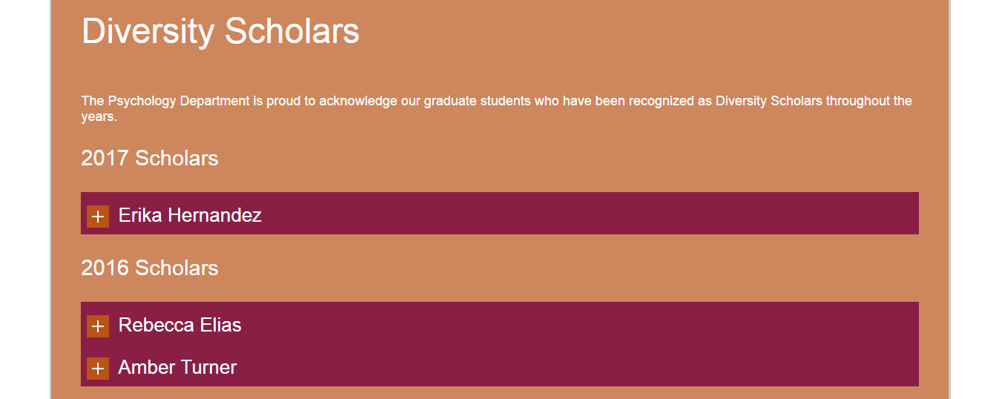 Diversity Scholars
The Psychology Department is proud to acknowledge our graduate students who have been recognized as Diversity Scholars throughout the
years.
2017 Scholars
Erika Hernandez
2016 Scholars
Rebecca Elias
Amber Turner